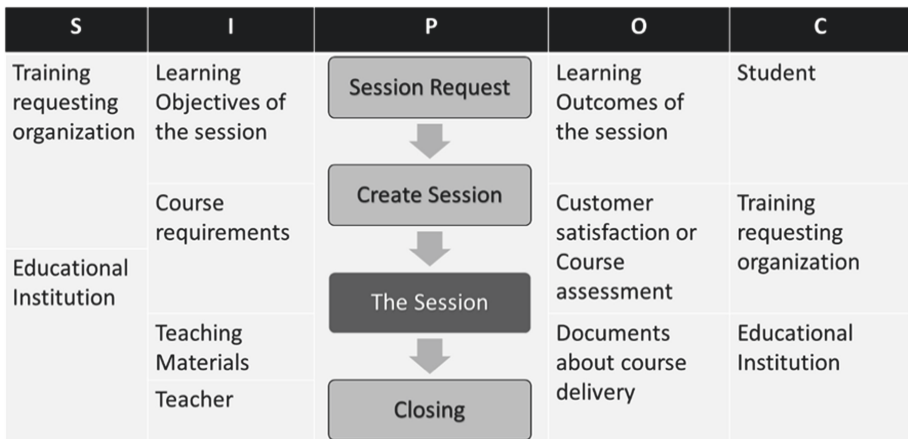 S
I
P
O
C
Training
requesting
organization
Educational
Institution
Learning
Objectives of
the session
Course
requirements
Teaching
Materials
Teacher
Session Request
Create Session
The Session
Closing
Learning
Outcomes of
the session
Customer
satisfaction or
Course
assessment
Documents
about course
delivery
Student
Training
requesting
organization
Educational
Institution